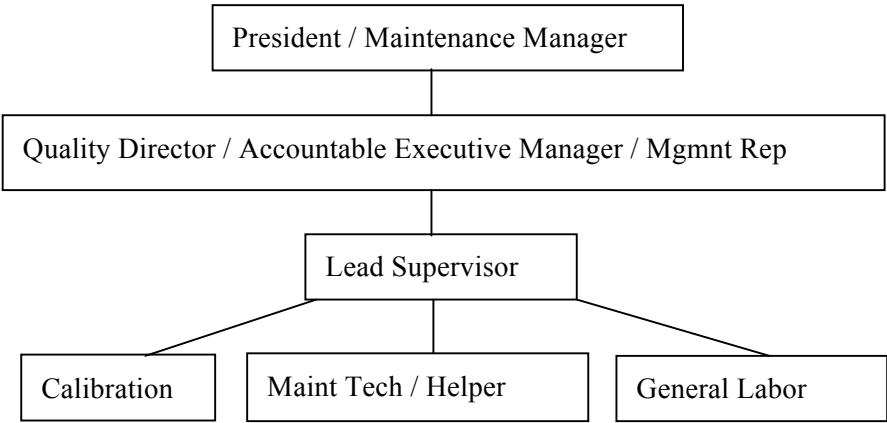 President / Maintenance Manager
Quality Director / Accountable Executive Manager / Mgmnt Rep
Lead Supervisor
Calibration
Maint Tech / Helper
General Labor